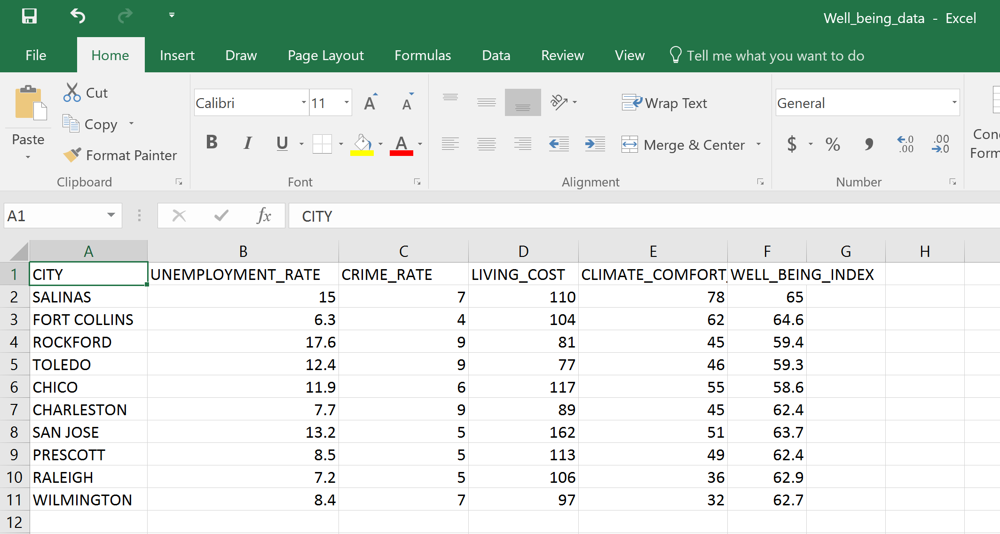 Well_being_data - Excel
File Home Insert Draw Page Layout Formulas Data Review View Tell me what you want to do
Cut
Copy
Paste
Format Painter
Clipboard
Calibri 11 A A
B I U A
Font
ab Wrap Text
Merge & Center
Alignment
General
$ % , .0 .00 .00 .0
Number
A1 fx CITY
A B C D E F G H
1 CITY UNEMPLOYMENT_RATE CRIME_RATE LIVING_COST CLIMATE_COMFORT_ WELL_BEING_INDEX
2 SALINAS 15 7 110 78 65
3 FORT COLLINS 6.3 4 104 62 64.6
4 ROCKFORD 17.6 9 81 45 59.4
5 TOLEDO 12.4 9 77 46 59.3
6 CHICO 11.9 6 117 55 58.6
7 CHARLESTON 7.7 9 89 45 62.4
8 SAN JOSE 13.2 5 162 51 63.7
9 PRESCOTT 8.5 5 113 49 62.4
10 RALEIGH 7.2 5 106 36 62.9
11 WILMINGTON 8.4 7 97 32 62.7
12